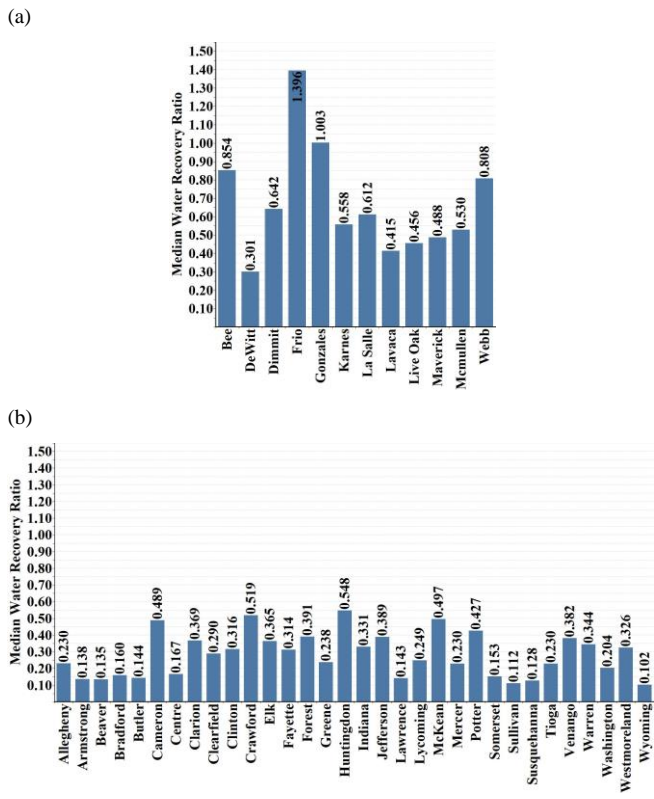 (a)
Median Water Recovery Ratio
1.50
1.40
1.30
1.20
1.10
1.00
0.90
0.80
0.70
0.60
0.50
0.40
0.30
0.20
0.10
0.854
0.301
0.642
1.396
1.003
0.558
0.612
0.415
0.456
0.488
0.530
0.808
Bee
DeWitt
Dimmit
Frio
Gonzales
Karnes
La Salle
Lavaca
Live Oak
Maverick
Mcmullen
Webb
(b)
Median Water Recovery Ratio
1.50
1.40
1.30
1.20
1.10
1.00
0.90
0.80
0.70
0.60
0.50
0.40
0.30
0.20
0.10
0.230
0.138
0.135
0.160
0.144
0.489
0.167
0.369
0.290
0.316
0.519
0.365
0.314
0.391
0.238
0.548
0.331
0.389
0.143
0.249
0.497
0.230
0.427
0.153
0.112
0.128
0.230
0.382
0.344
0.204
0.326
0.102
Allegheny
Armstrong
Beaver
Bradford
Butler
Cameron
Centre
Clarion
Clearfield
Clinton
Crawford
Elk
Fayette
Forest
Greene
Huntingdon
Indiana
Jefferson
Lawrence
Lycoming
McKean
Mercer
Potter
Somerset
Sullivan
Susquehanna
Tioga
Venango
Warren
Washington
Westmoreland
Wyoming